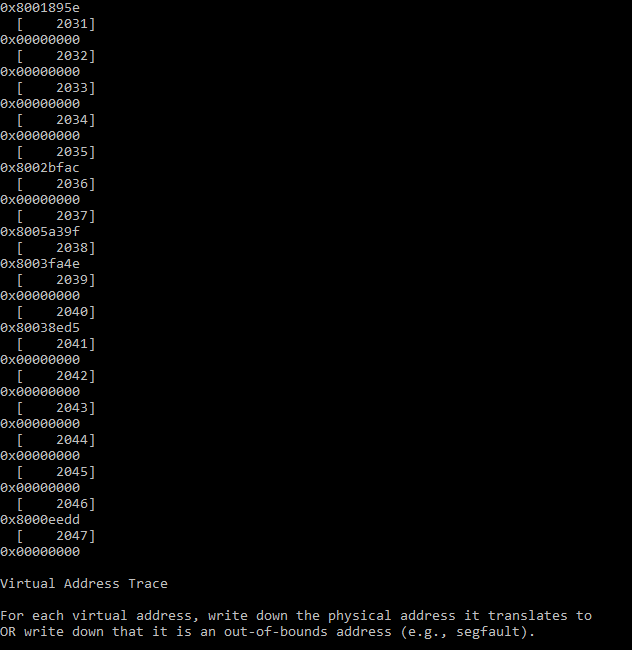 0x8001895e
[ 2031]
0x00000000
[ 2032]
0x00000000
[ 2033]
0x00000000
[ 2034]
0x00000000
[ 2035]
0x8002bfac
[ 2036]
0x00000000
[ 2037]
0x8005a39f
[ 2038]
0x8003fa4e
[ 2039]
0x00000000
[ 2040]
0x80038ed5
[ 2041]
0x00000000
[ 2042]
0x00000000
[ 2043]
0x00000000
[ 2044]
0x00000000
[ 2045]
0x00000000
[ 2046]
0x8000eedd
[ 2047]
0x00000000
Virtual Address Trace
For each virtual address, write down the physical address it translates to
OR write down that it is an out-of-bounds address (e.g., segfault).